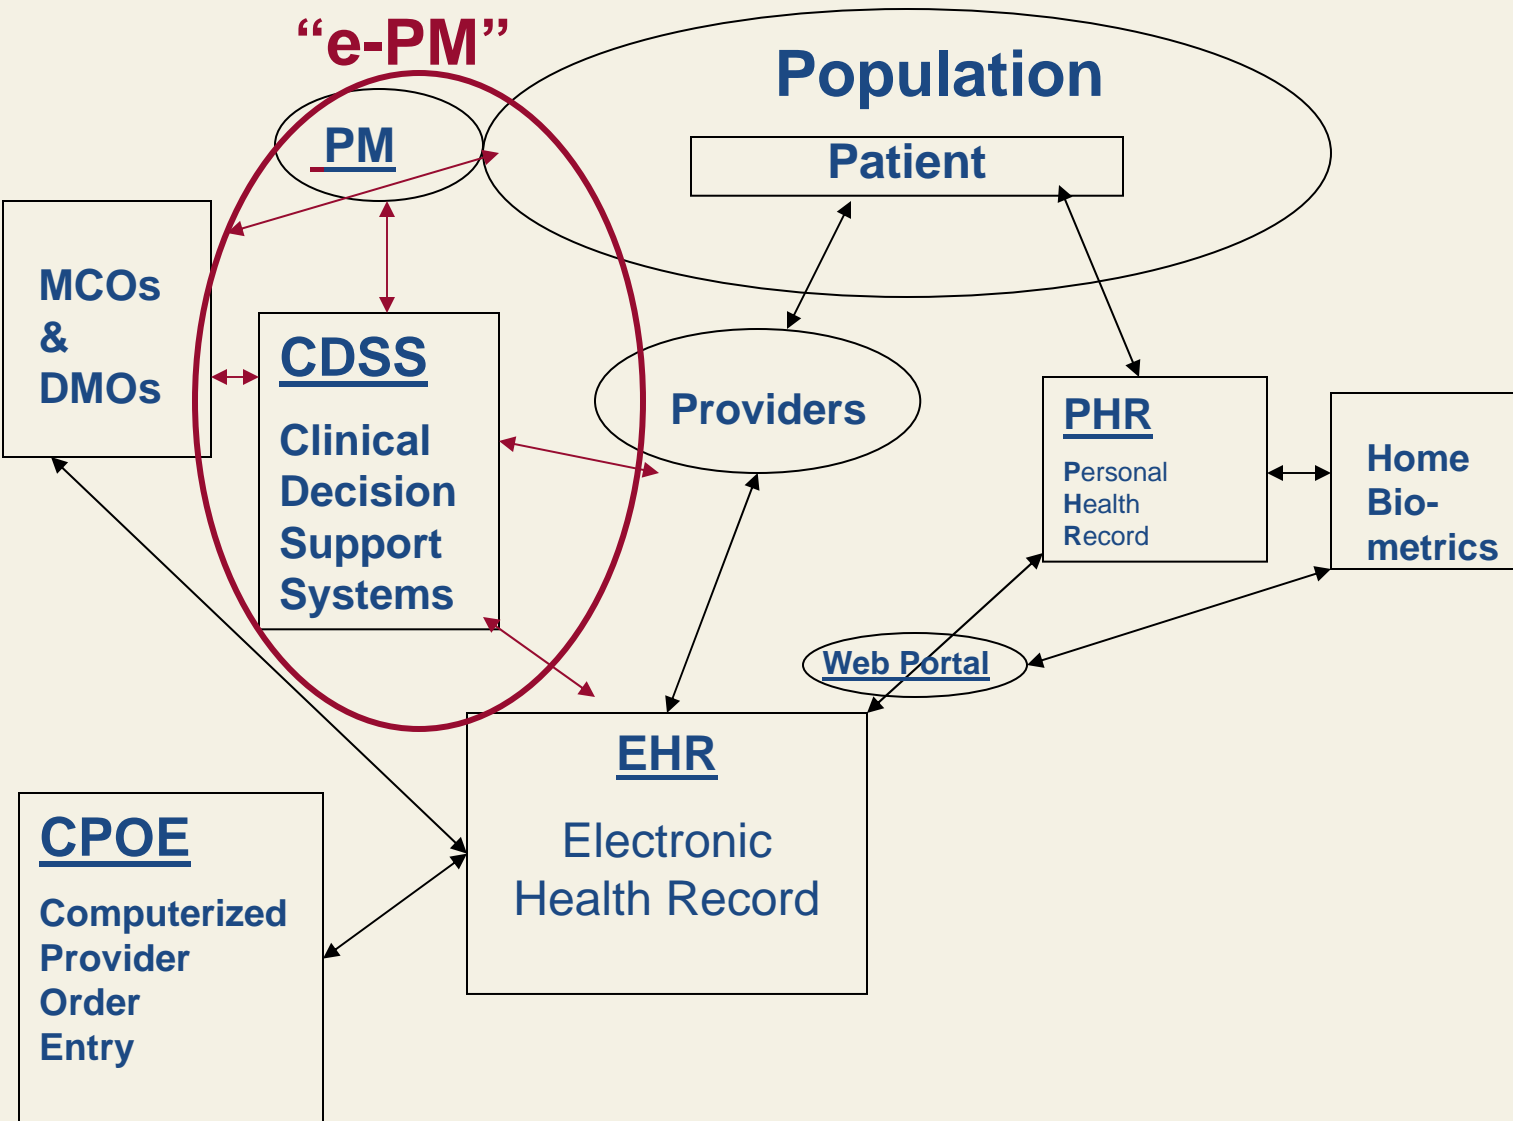 “e-PM”
Population
PM
Patient
MCOs
&
DMOs
CDSS
Clinical
Decision
Support
Systems
Providers
PHR
Personal
Health
Record
Home
Bio-
metrics
Web Portal
EHR
Electronic
Health Record
CPOE
Computerized
Provider
Order
Entry